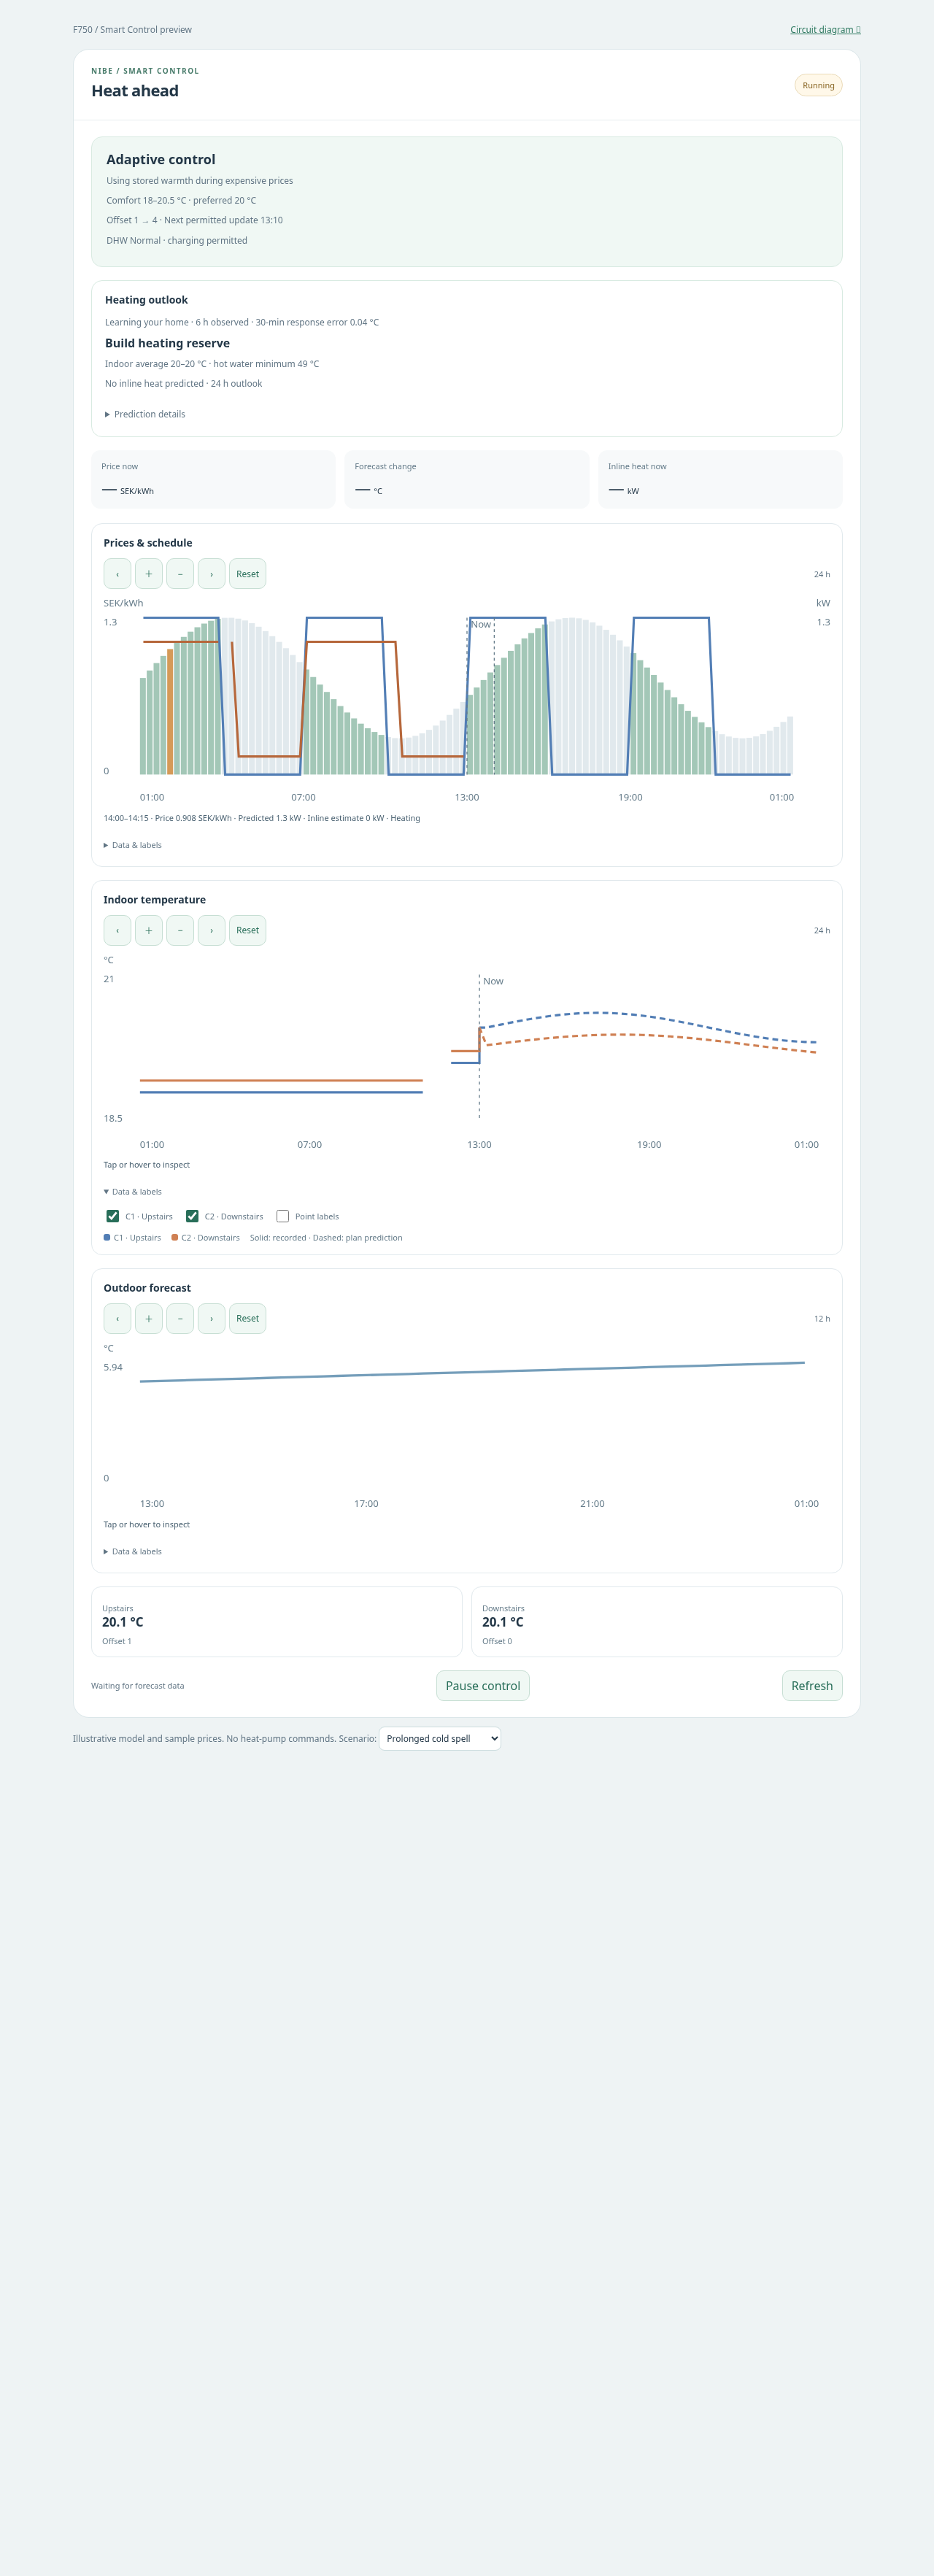 F750 / Smart Control preview
Circuit diagram
NIBE / SMART CONTROL
Heat ahead
Running
Adaptive control
Using stored warmth during expensive prices
Comfort 18–20.5 °C · preferred 20 °C
Offset 1 → 4 · Next permitted update 13:10
DHW Normal · charging permitted
Heating outlook
Learning your home · 6 h observed · 30-min response error 0.04 °C
Build heating reserve
Indoor average 20–20 °C · hot water minimum 49 °C
No inline heat predicted · 24 h outlook
▶ Prediction details
Price now
— SEK/kWh
Forecast change
— °C
Inline heat now
— kW
Prices & schedule
‹ + − › Reset
24 h
SEK/kWh
kW
1.3
Now
1.3
0
01:00 07:00 13:00 19:00 01:00
14:00–14:15 · Price 0.908 SEK/kWh · Predicted 1.3 kW · Inline estimate 0 kW · Heating
▶ Data & labels
Indoor temperature
‹ + − › Reset
24 h
°C
21
Now
18.5
01:00 07:00 13:00 19:00 01:00
Tap or hover to inspect
▼ Data & labels
C1 · Upstairs C2 · Downstairs Point labels
C1 · Upstairs C2 · Downstairs Solid: recorded · Dashed: plan prediction
Outdoor forecast
‹ + − › Reset
12 h
°C
5.94
0
13:00 17:00 21:00 01:00
Tap or hover to inspect
▶ Data & labels
Upstairs
20.1 °C
Offset 1
Downstairs
20.1 °C
Offset 0
Waiting for forecast data
Pause control
Refresh
Illustrative model and sample prices. No heat-pump commands. Scenario: Prolonged cold spell